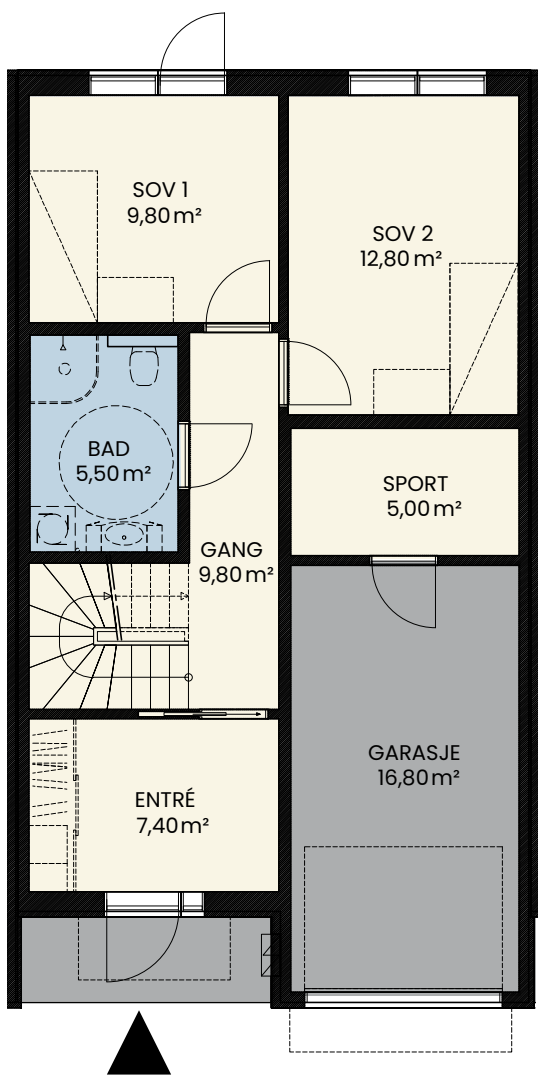 SOV 1
9,80 m²
SOV 2
12,80 m²
BAD
5,50 m²
SPORT
5,00 m²
GANG
9,80 m²
GARASJE
16,80 m²
ENTRÉ
7,40 m²